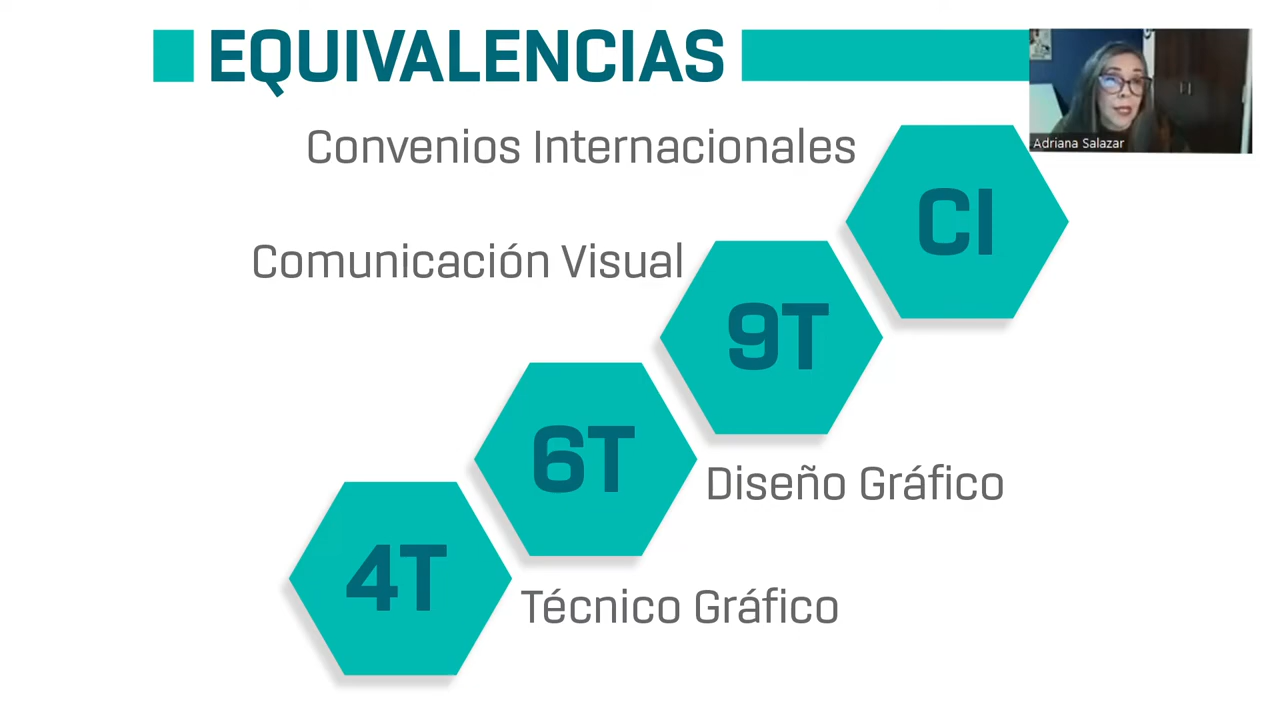 EQUIVALENCIAS
Adriana Salazar
Convenios Internacionales
CI
Comunicación Visual
9T
6T
Diseño Gráfico
4T
Técnico Gráfico